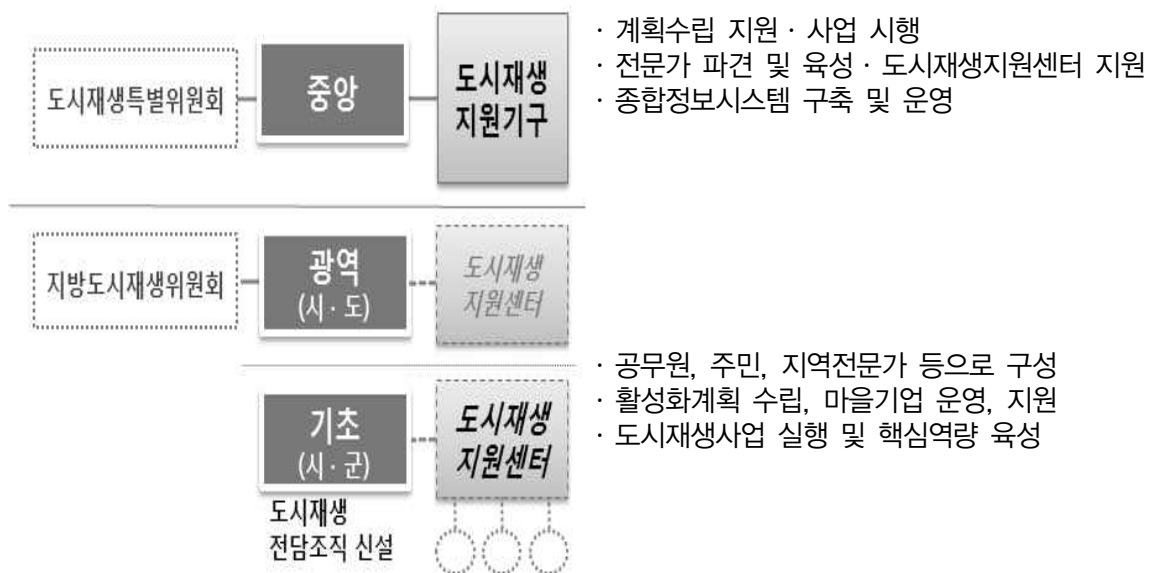 도시재생특별위원회
중앙
도시재생
지원기구
· 계획수립 지원 · 사업 시행
· 전문가 파견 및 육성 · 도시재생지원센터 지원
· 종합정보시스템 구축 및 운영
지방도시재생위원회
광역
(시 · 도)
도시재생
지원센터
기초
(시 · 군)
도시재생
지원센터
· 공무원, 주민, 지역전문가 등으로 구성
· 활성화계획 수립, 마을기업 운영, 지원
· 도시재생사업 실행 및 핵심역량 육성
도시재생
전담조직 신설